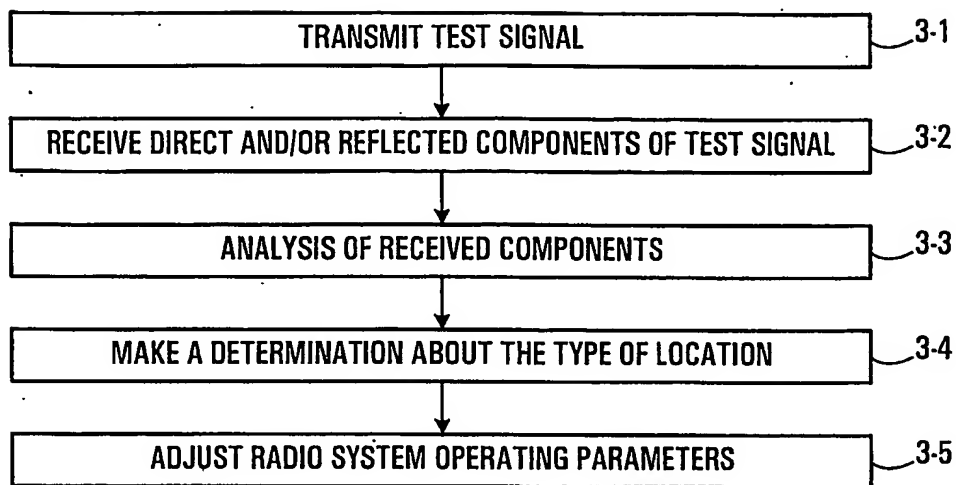 TRANSMIT TEST SIGNAL 3-1
RECEIVE DIRECT AND/OR REFLECTED COMPONENTS OF TEST SIGNAL 3-2
ANALYSIS OF RECEIVED COMPONENTS 3-3
MAKE A DETERMINATION ABOUT THE TYPE OF LOCATION 3-4
ADJUST RADIO SYSTEM OPERATING PARAMETERS 3-5